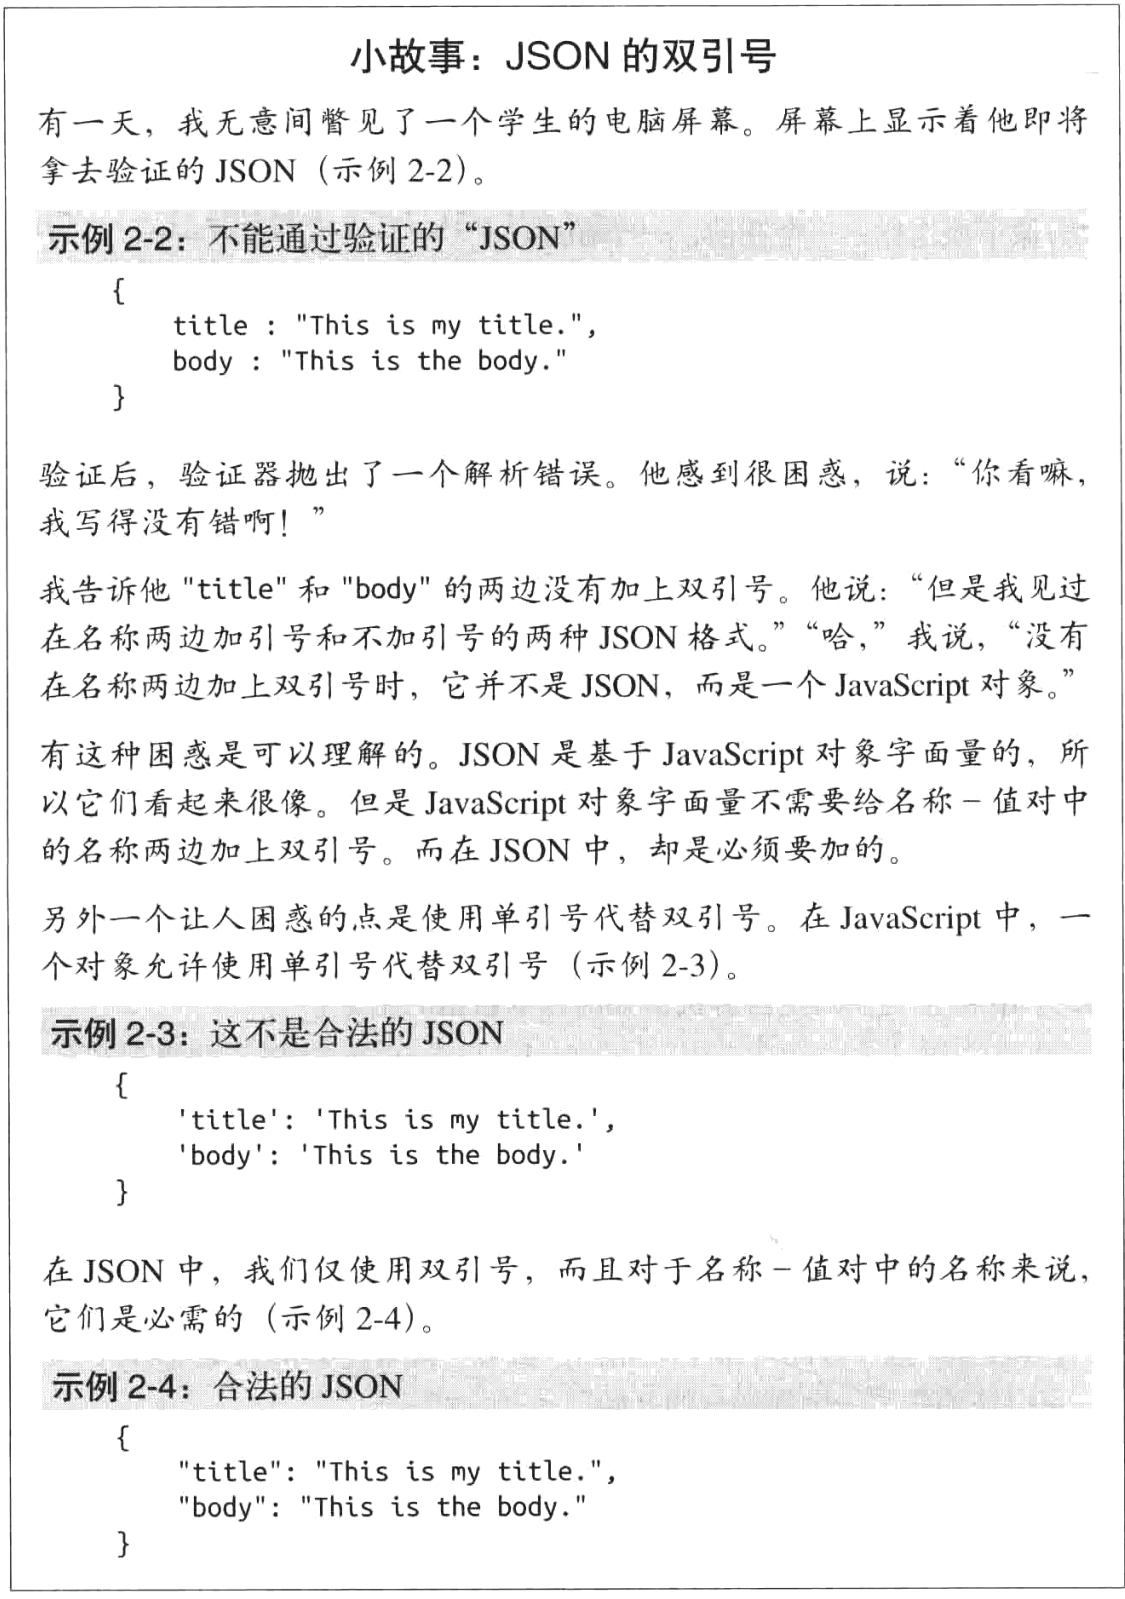 小故事：JSON 的双引号
有一天，我无意间瞥见了一个学生的电脑屏幕。屏幕上显示着他即将
拿去验证的 JSON（示例 2-2）。
示例 2-2：不能通过验证的“JSON”
{
    title : "This is my title.",
    body : "This is the body."
}
验证后，验证器抛出了一个解析错误。他感到很困惑，说：“你看嘛，
我写得没有错啊！”
我告诉他 "title" 和 "body" 的两边没有加上双引号。他说：“但是我见过
在名称两边加引号和不加引号的两种 JSON 格式。”“哈，”我说，“没有
在名称两边加上双引号时，它并不是 JSON，而是一个 JavaScript 对象。”
有这种困惑是可以理解的。JSON 是基于 JavaScript 对象字面量的，所
以它们看起来很像。但是 JavaScript 对象字面量不需要给名称 – 值对中
的名称两边加上双引号。而在 JSON 中，却是必须要加的。
另外一个让人困惑的点是使用单引号代替双引号。在 JavaScript 中，一
个对象允许使用单引号代替双引号（示例 2-3）。
示例 2-3：这不是合法的 JSON
{
    'title': 'This is my title.',
    'body': 'This is the body.'
}
在 JSON 中，我们仅使用双引号，而且对于名称 – 值对中的名称来说，
它们是必需的（示例 2-4）。
示例 2-4：合法的 JSON
{
    "title": "This is my title.",
    "body": "This is the body."
}